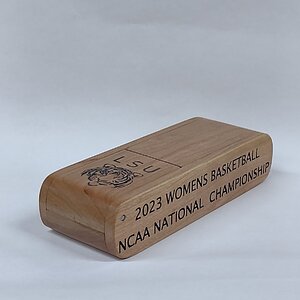 LSU
2023 WOMENS BASKETBALL
NCAA NATIONAL CHAMPIONSHIP